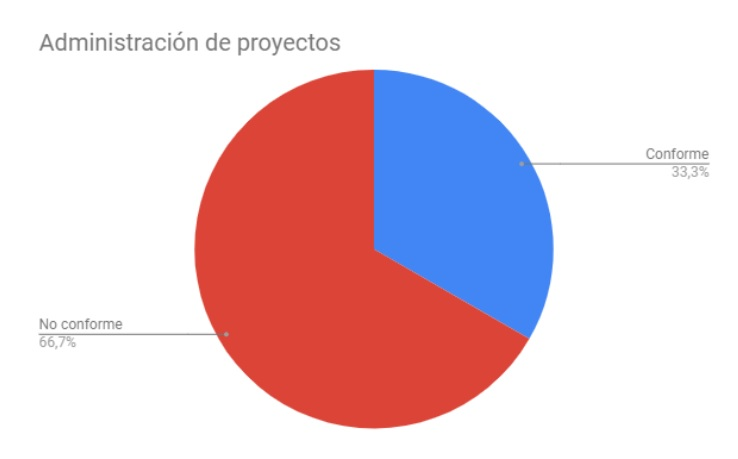 Administración de proyectos
Conforme
33,3%
No conforme
66,7%